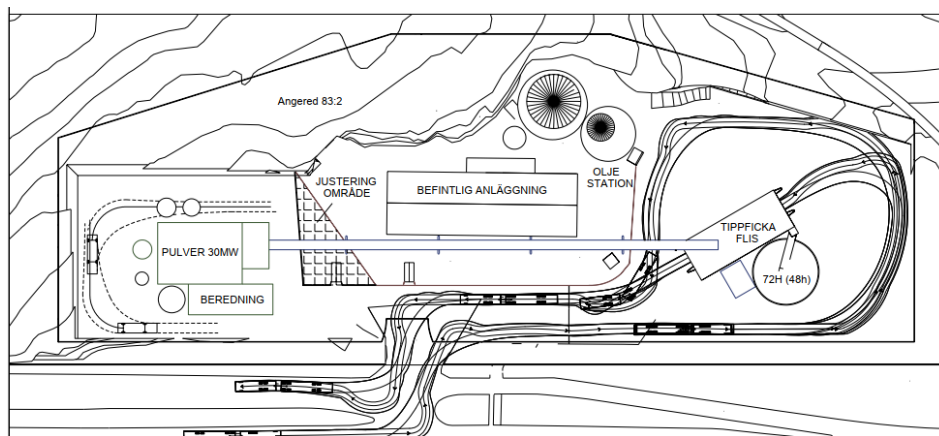 Angered 83:2
JUSTERING
OMRÅDE
BEFINTLIG ANLÄGGNING
OLJE
STATION
TIPPFICKA
FLIS
PULVER 30MW
72H (48h)
BEREDNING